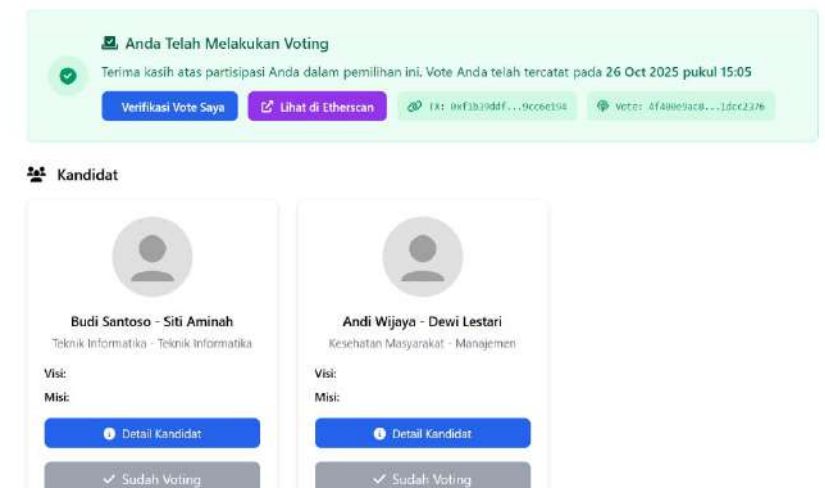 Anda Telah Melakukan Voting
Terima kasih atas partisipasi Anda dalam pemilihan ini. Vote Anda telah tercatat pada 26 Oct 2025 pukul 15:05
Verifikasi Vote Saya
Lihat di Etherscan
TX:
Vote:
Kandidat
Budi Santoso - Siti Aminah
Teknik Informatika - Teknik Informatika
Visi:
Misi:
Detail Kandidat
Sudah Voting
Andi Wijaya - Dewi Lestari
Kesehatan Masyarakat - Manajemen
Visi:
Misi:
Detail Kandidat
Sudah Voting